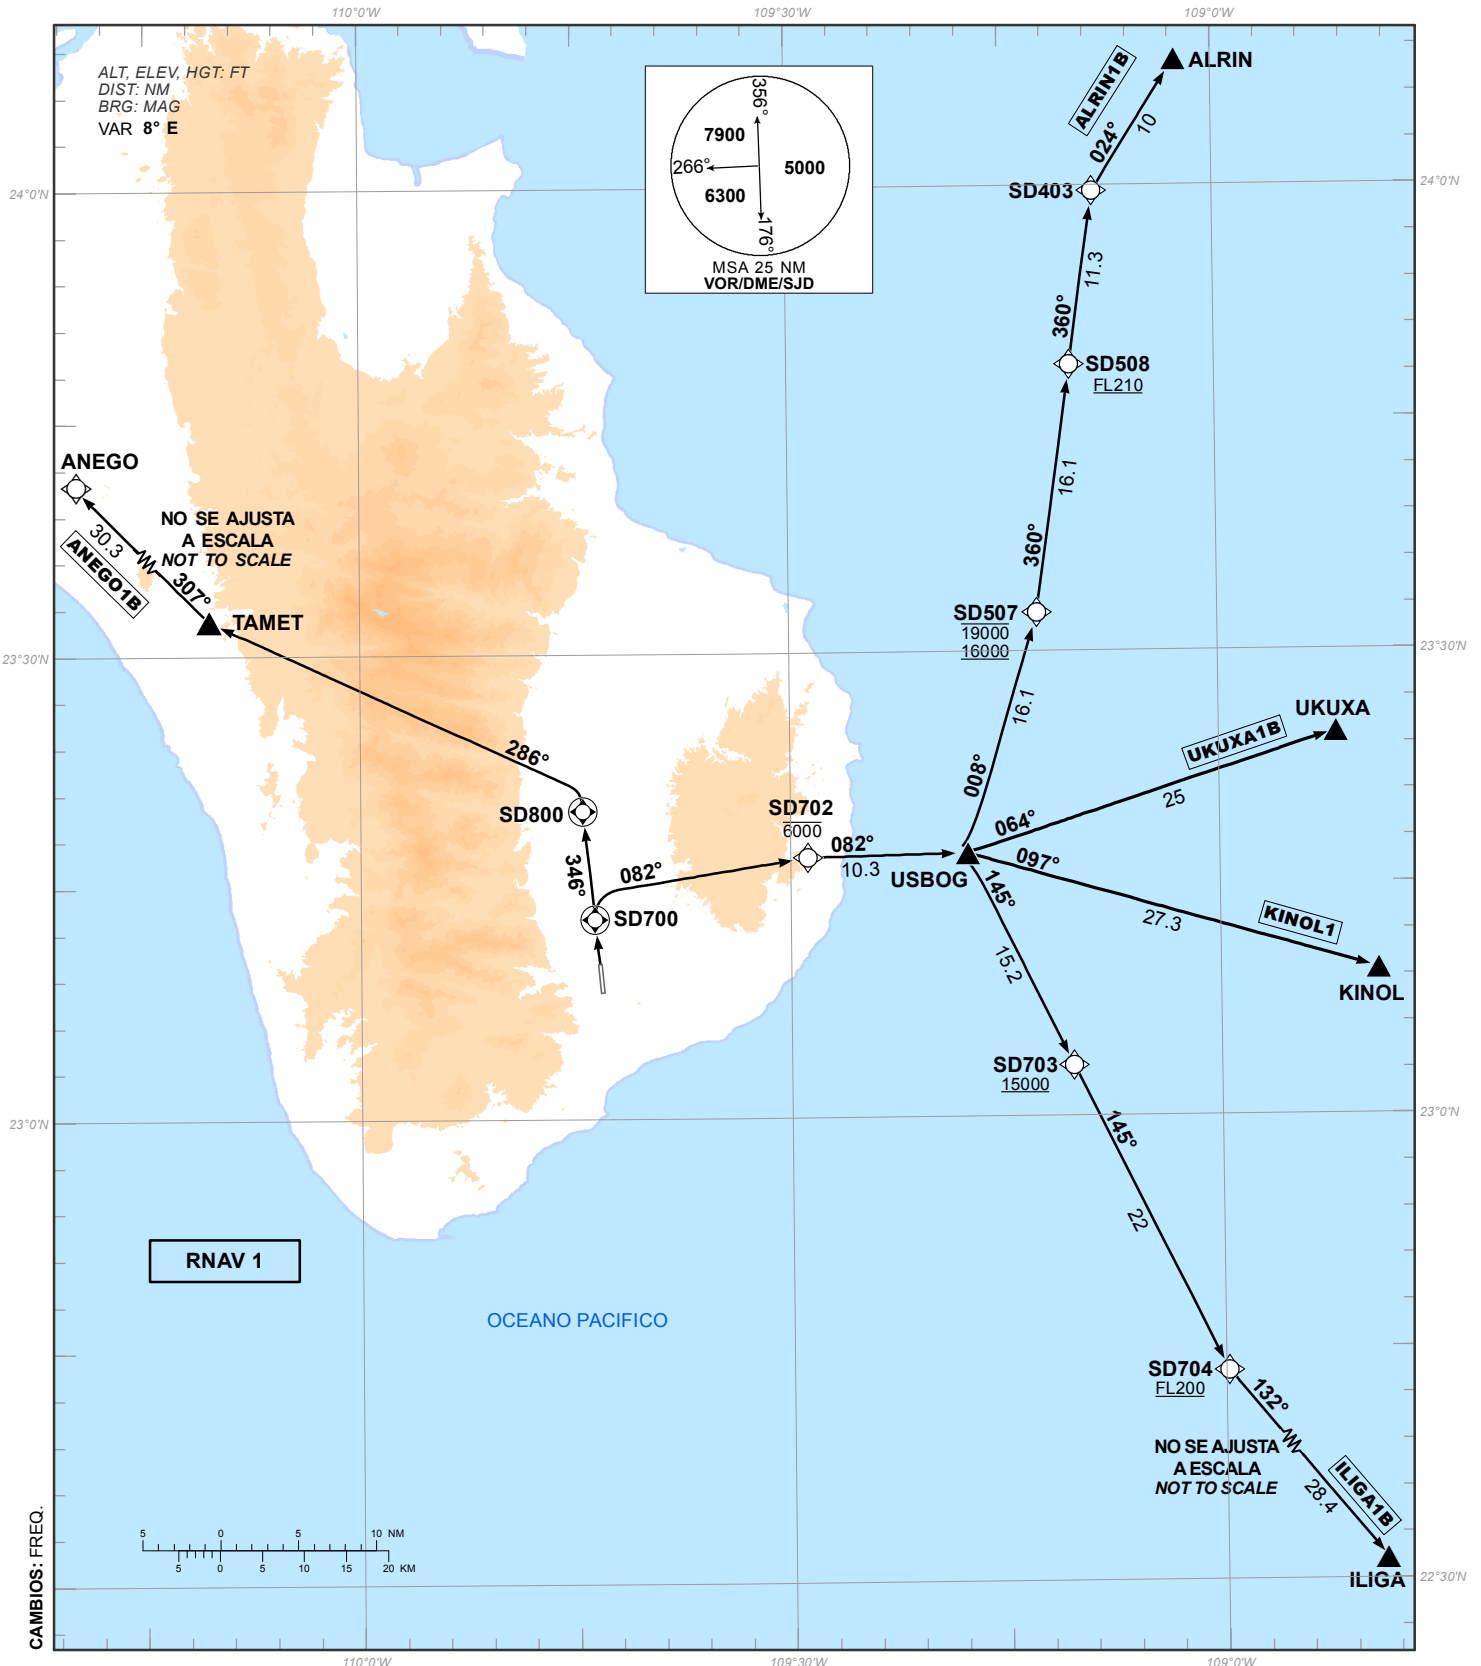 110°0'W
109°30'W
109°0'W
ALT, ELEV, HGT: FT
DIST: NM
BRG: MAG
VAR 8° E
356°
7900
266°
5000
6300
176°
MSA 25 NM
VOR/DME/SJD
ALRIN1B
ALRIN
024°
10
24°0'N
24°0'N
SD403
11.3
360°
SD508
FL210
16.1
360°
ANEGO
30.3
ANEGO1B
NO SE AJUSTA
A ESCALA
NOT TO SCALE
307°
TAMET
SD507
19000
16000
23°30'N
23°30'N
16.1
008°
UKUXA
UKUXA1B
25
064°
286°
SD800
SD702
6000
082°
10.3
USBOG
346°
082°
SD700
097°
27.3
KINOL1
KINOL
145°
15.2
SD703
15000
23°0'N
23°0'N
145°
22
RNAV 1
OCEANO PACIFICO
SD704
FL200
132°
NO SE AJUSTA
A ESCALA
NOT TO SCALE
28.4
ILIGA1B
ILIGA
22°30'N
5 0 5 10 NM
5 0 5 10 15 20 KM
CAMBIOS: FREQ.
110°0'W
109°30'W
109°0'W